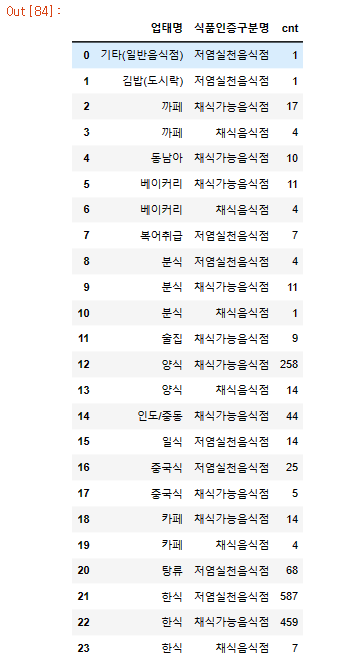 Out [84] :
업태명 식품인증구분명 cnt
0 기타(일반음식점) 저염실천음식점 1
1 김밥(도시락) 저염실천음식점 1
2 까페 채식가능음식점 17
3 까페 채식음식점 4
4 동남아 채식가능음식점 10
5 베이커리 채식가능음식점 11
6 베이커리 채식음식점 4
7 복어취급 저염실천음식점 7
8 분식 저염실천음식점 4
9 분식 채식가능음식점 11
10 분식 채식음식점 1
11 술집 채식가능음식점 9
12 양식 채식가능음식점 258
13 양식 채식음식점 14
14 인도/중동 채식가능음식점 44
15 일식 저염실천음식점 14
16 중국식 저염실천음식점 25
17 중국식 채식가능음식점 5
18 카페 채식가능음식점 14
19 카페 채식음식점 4
20 탕류 저염실천음식점 68
21 한식 저염실천음식점 587
22 한식 채식가능음식점 459
23 한식 채식음식점 7